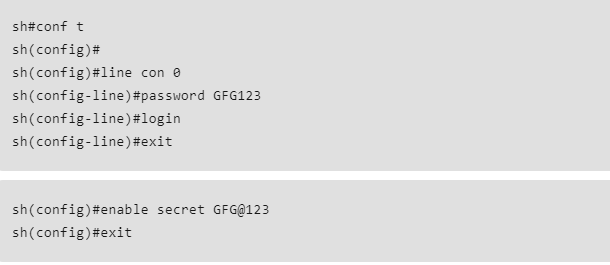 sh#conf t
sh(config)#
sh(config)#line con 0
sh(config-line)#password GFG123
sh(config-line)#login
sh(config-line)#exit
sh(config)#enable secret GFG@123
sh(config)#exit